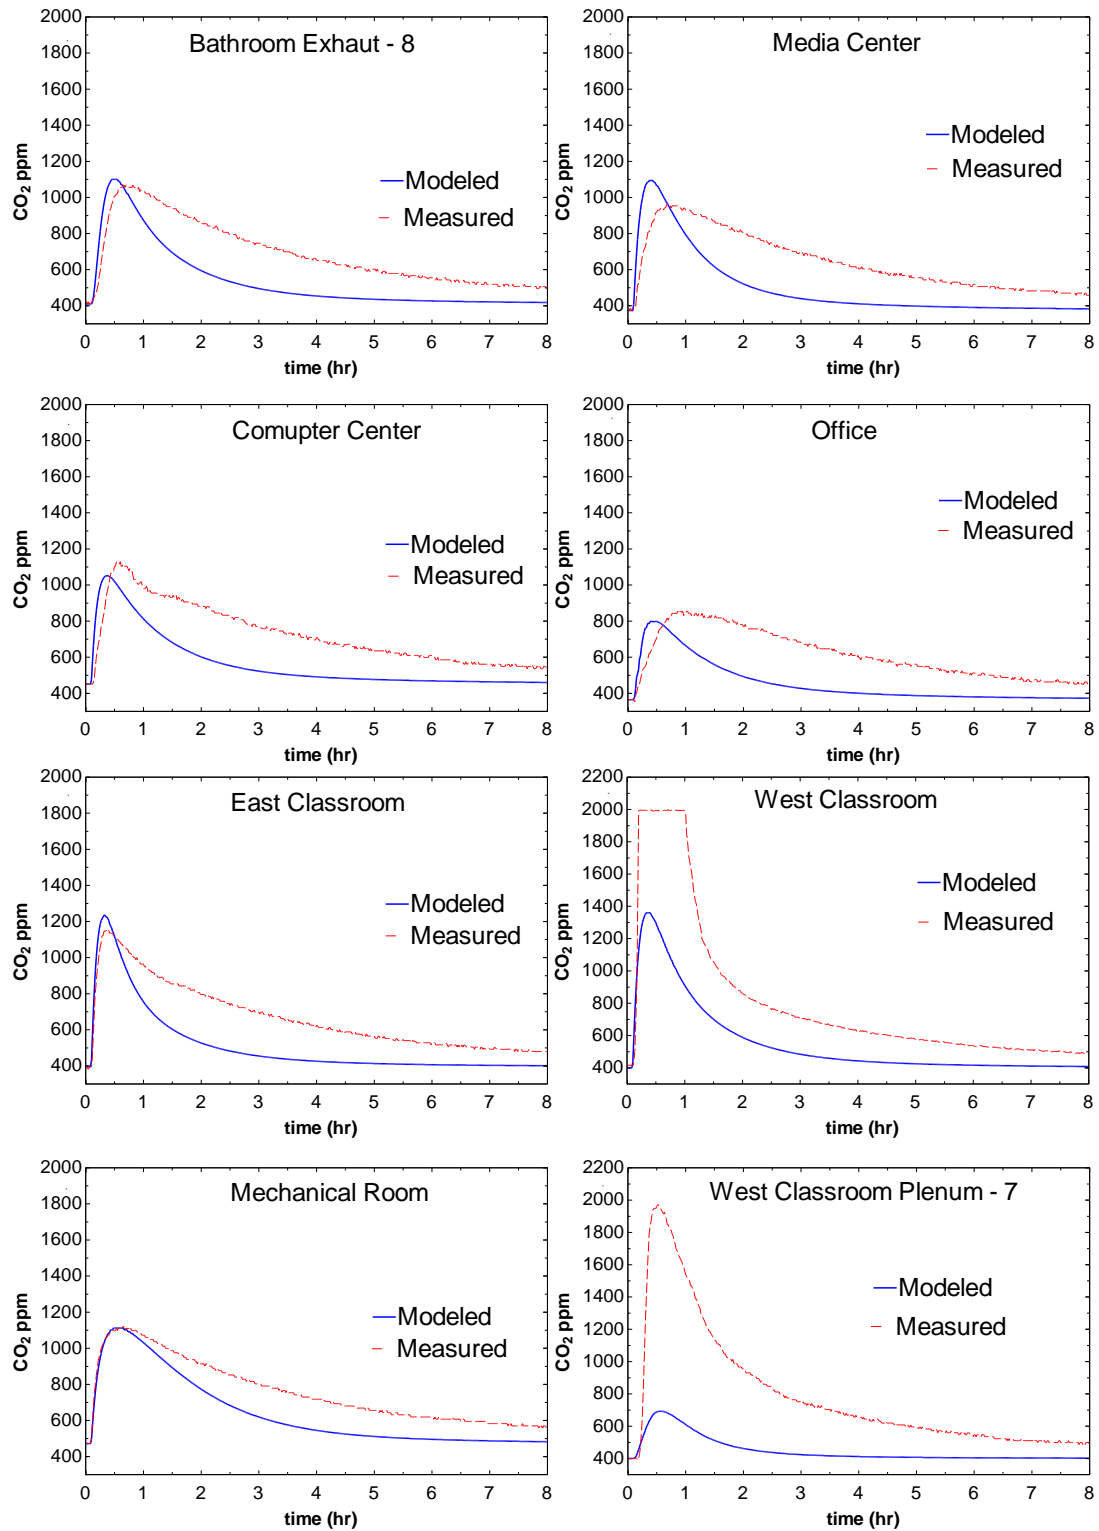 Bathroom Exhaut - 8
2000
1800
1600
1400
1200
1000
800
600
400
CO2 ppm
Modeled
Measured
0 1 2 3 4 5 6 7 8
time (hr)
Media Center
2000
1800
1600
1400
1200
1000
800
600
400
CO2 ppm
Modeled
Measured
0 1 2 3 4 5 6 7 8
time (hr)
Comupter Center
2000
1800
1600
1400
1200
1000
800
600
400
CO2 ppm
Modeled
Measured
0 1 2 3 4 5 6 7 8
time (hr)
Office
2000
1800
1600
1400
1200
1000
800
600
400
CO2 ppm
Modeled
Measured
0 1 2 3 4 5 6 7 8
time (hr)
East Classroom
2000
1800
1600
1400
1200
1000
800
600
400
CO2 ppm
Modeled
Measured
0 1 2 3 4 5 6 7 8
time (hr)
West Classroom
2200
2000
1800
1600
1400
1200
1000
800
600
400
CO2 ppm
Modeled
Measured
0 1 2 3 4 5 6 7 8
time (hr)
Mechanical Room
2000
1800
1600
1400
1200
1000
800
600
400
CO2 ppm
Modeled
Measured
0 1 2 3 4 5 6 7 8
time (hr)
West Classroom Plenum - 7
2200
2000
1800
1600
1400
1200
1000
800
600
400
CO2 ppm
Modeled
Measured
0 1 2 3 4 5 6 7 8
time (hr)